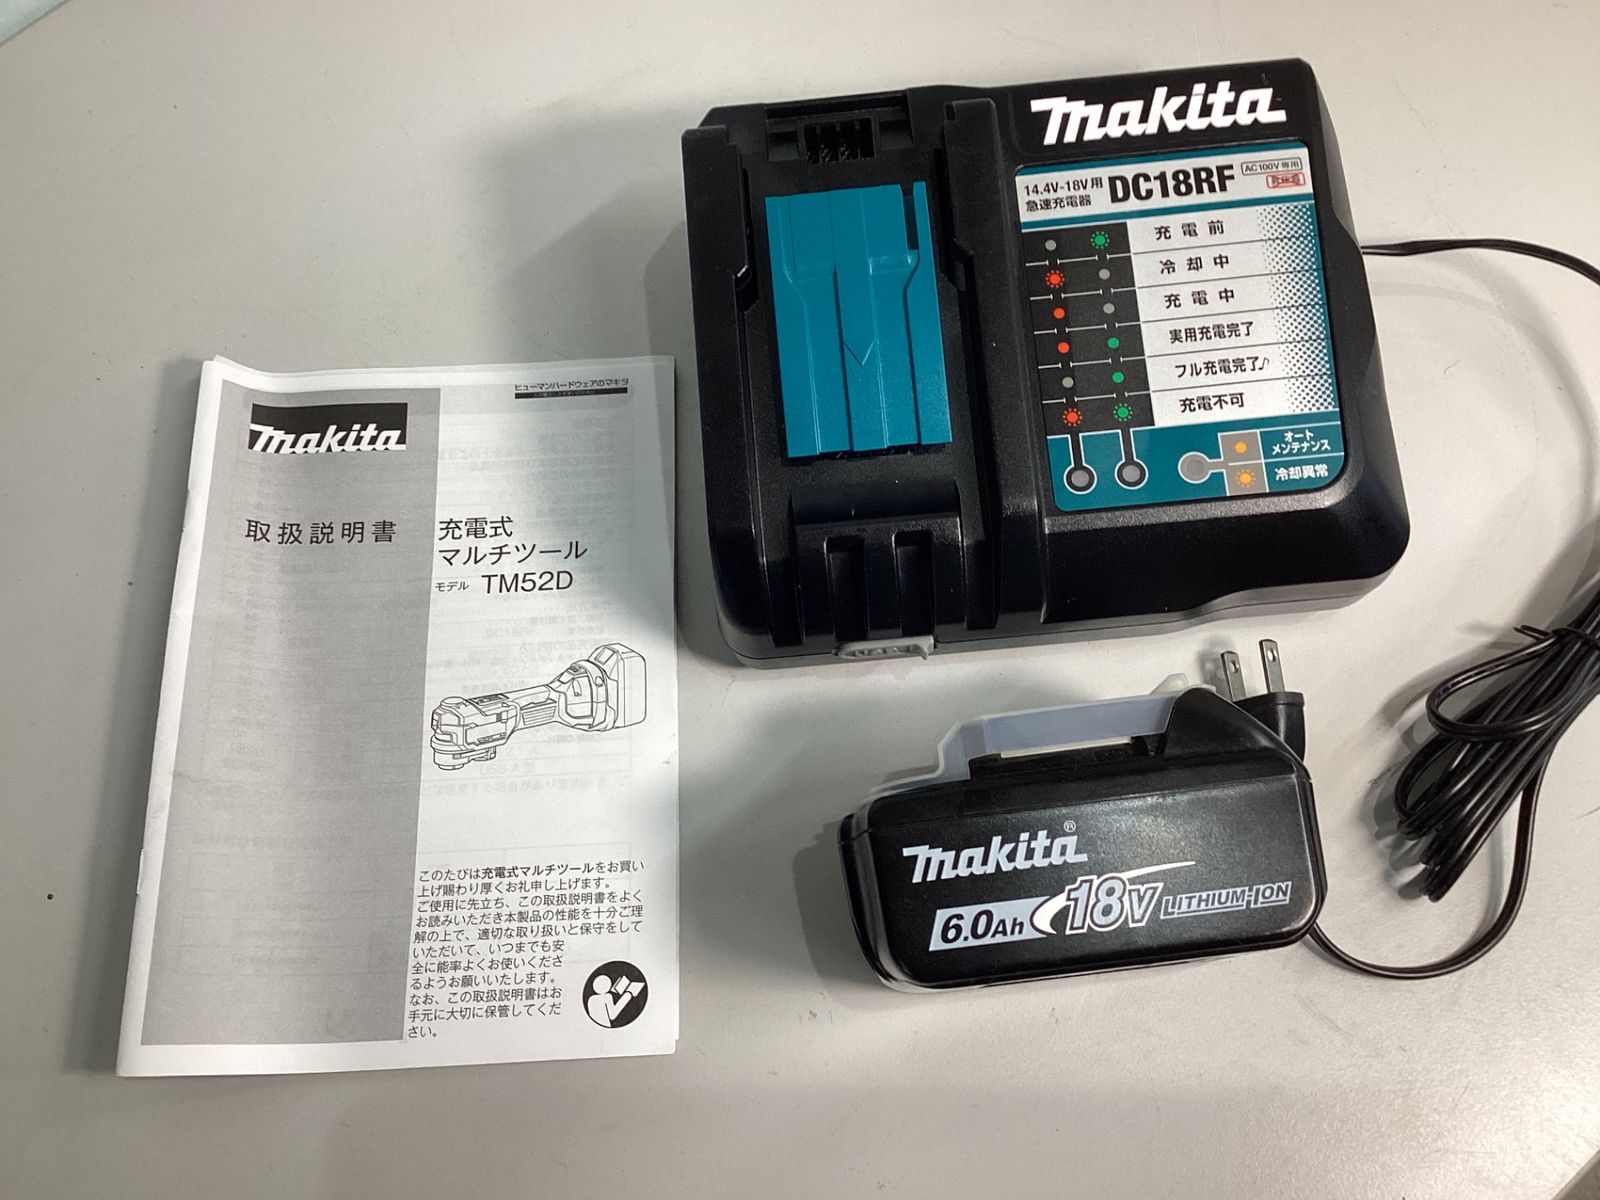 ヒューマンハードウェアのマキタ
makita
取扱説明書
充電式
マルチツール
モデル TM52D
このたびは充電式マルチツールをお買い
上げ賜わり厚くお礼申し上げます。
ご使用に先立ち、この取扱説明書をよく
お読みいただき本製品の性能を十分ご理
解の上で、適切な取り扱いと保守をして
いただいて、いつまでも安
全に能率よくお使いくださ
るようお願いいたします。
なお、この取扱説明書はお
手元に大切に保管してくだ
さい。
makita
14.4V-18V用
急速充電器
DC18RF
AC100V専用
充電前
冷却中
充電中
実用充電完了
フル充電完了♪
充電不可
オート
メンテナンス
冷却異常
makita®
6.0Ah 18V LITHIUM-ION